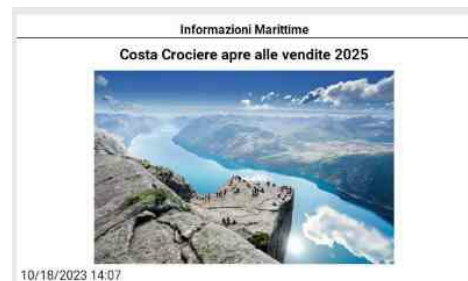 Informazioni Marittime
Costa Crociere apre alle vendite 2025
10/18/2023 14:07